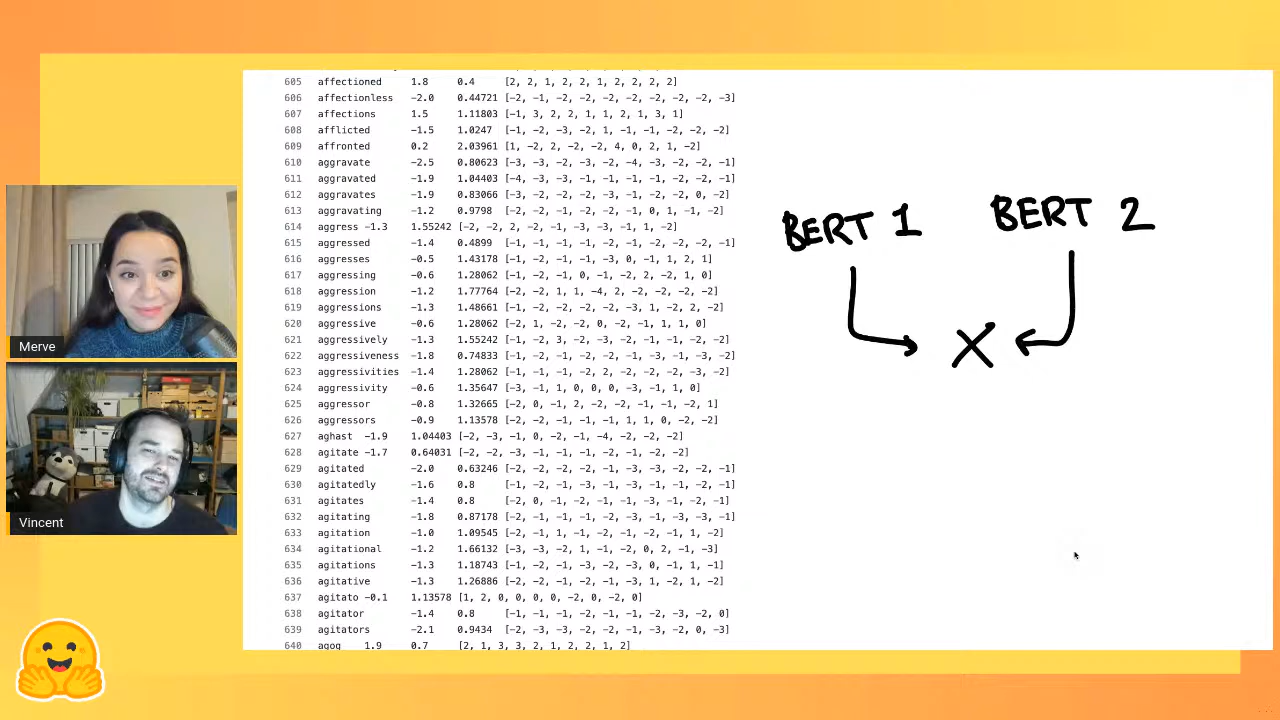 605 affectioned 1.8 0.4 [2, 2, 1, 2, 2, 1, 2, 2, 2, 2]
606 affectionless -2.0 0.44721 [-2, -1, -2, -2, -2, -2, -2, -2, -2, -3]
607 affections 1.5 1.11803 [-1, 3, 2, 2, 1, 1, 2, 1, 3, 1]
608 afflicted -1.5 1.0247 [-1, -2, -3, -2, 1, -1, -1, -2, -2, -2]
609 affronted 0.2 2.03961 [1, -2, 2, -2, -2, 4, 0, 2, 1, -2]
610 aggravate -2.5 0.80623 [-3, -3, -2, -3, -2, -4, -3, -2, -2, -1]
611 aggravated -1.9 1.04403 [-4, -3, -3, -1, -1, -1, -1, -2, -2, -1]
612 aggravates -1.9 0.83066 [-3, -2, -2, -2, -3, -1, -2, -2, 0, -2]
613 aggravating -1.2 0.9798 [-2, -2, -1, -2, -2, -1, 0, 1, -1, -2]
614 aggress -1.3 1.55242 [-2, -2, 2, -2, -1, -3, -3, -1, 1, -2]
615 aggressed -1.4 0.4899 [-1, -1, -1, -1, -2, -1, -2, -2, -2, -1]
616 aggresses -0.5 1.43178 [-1, -2, -1, -1, -3, 0, -1, 1, 2, 1]
617 aggressing -0.6 1.28062 [-1, -2, -1, 0, -1, -2, 2, -2, 1, 0]
618 aggression -1.2 1.77764 [-2, -2, 1, 1, -4, 2, -2, -2, -2, -2]
619 aggressions -1.3 1.48661 [-1, -2, -2, -2, -2, -3, 1, -2, 2, -2]
620 aggressive -0.6 1.28062 [-2, 1, -2, -2, 0, -2, -1, 1, 1, 0]
621 aggressively -1.3 1.55242 [-1, -2, 3, -2, -3, -2, -1, -1, -2, -2]
622 aggressiveness -1.8 0.74833 [-1, -2, -2, -2, -1, -1, -3, -1, -3, -2]
623 aggressivities -1.4 1.28062 [-1, -1, -1, -2, 2, -2, -2, -2, -3, -2]
624 aggressivity -0.6 1.35647 [-3, -1, 1, 0, 0, 0, -3, -1, 1, 0]
625 aggressor -0.8 1.32665 [-2, 0, -1, 2, -2, -2, -1, -1, -2, 1]
626 aggressors -0.9 1.13578 [-2, -2, -1, -1, -1, 1, 1, 0, -2, -2]
627 aghast -1.9 1.04403 [-2, -3, -1, 0, -2, -1, -4, -2, -2, -2]
628 agitate -1.7 0.64031 [-2, -2, -3, -1, -1, -1, -2, -1, -2, -2]
629 agitated -2.0 0.63246 [-2, -2, -2, -2, -1, -3, -3, -2, -2, -1]
630 agitatedly -1.6 0.8 [-1, -2, -1, -3, -1, -3, -1, -1, -2, -1]
631 agitates -1.4 0.8 [-2, 0, -1, -2, -1, -1, -3, -1, -2, -1]
632 agitating -1.8 0.87178 [-2, -1, -1, -1, -2, -3, -1, -3, -3, -1]
633 agitation -1.0 1.09545 [-2, -1, 1, -1, -2, -1, -2, -1, 1, -2]
634 agitational -1.2 1.66132 [-3, -3, -2, 1, -1, -2, 0, 2, -1, -3]
635 agitations -1.3 1.18743 [-1, -2, -1, -3, -2, -3, 0, -1, 1, -1]
636 agitative -1.3 1.26886 [-2, -2, -1, -2, -1, -3, 1, -2, 1, -2]
637 agitato -0.1 1.13578 [1, 2, 0, 0, 0, 0, -2, 0, -2, 0]
638 agitator -1.4 0.8 [-1, -1, -1, -2, -1, -1, -2, -3, -2, 0]
639 agitators -2.1 0.9434 [-2, -3, -3, -2, -2, -1, -3, -2, 0, -3]
640 agog 1.9 0.7 [2, 1, 3, 3, 2, 1, 2, 2, 1, 2]
BERT 1 BERT 2
X
Merve
Vincent